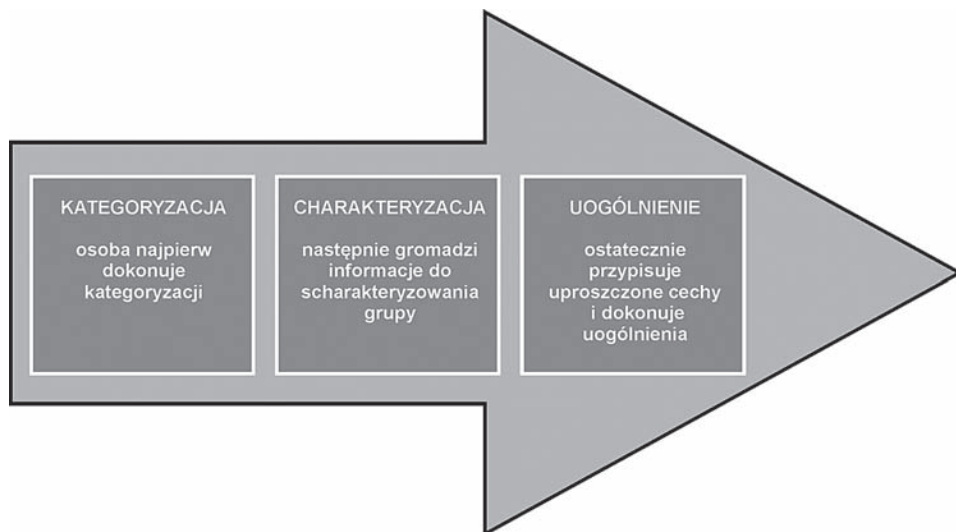 KATEGORYZACJA
osoba najpierw
dokonuje
kategoryzacji
CHARAKTERYZACJA
następnie gromadzi
informacje do
scharakteryzowania
grupy
UOGÓLNIENIE
ostatecznie
przypisuje
uproszczone cechy
i dokonuje
uogólnienia